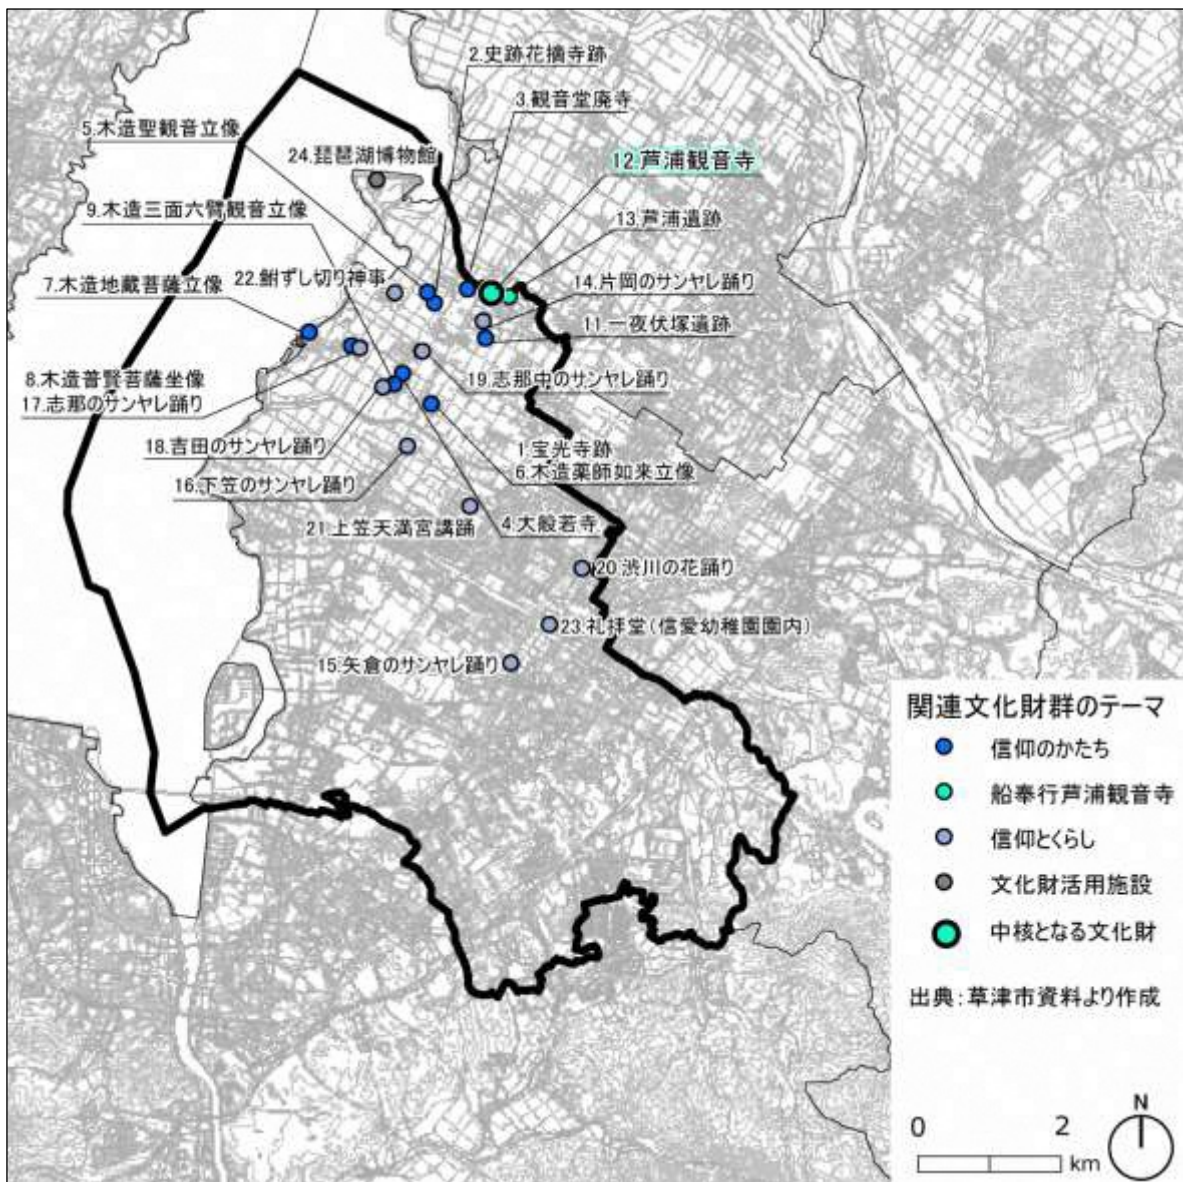 2.史跡花摘寺跡
3.観音堂廃寺
5.木造聖観音立像
24.琵琶湖博物館
12.芦浦観音寺
9.木造三面六臂観音立像
13.芦浦遺跡
22.鮒ずし切り神事
14.片岡のサンヤレ踊り
7.木造地蔵菩薩立像
11.一夜伏塚遺跡
8.木造普賢菩薩坐像
19.志那中のサンヤレ踊り
17.志那のサンヤレ踊り
18.吉田のサンヤレ踊り
1.宝光寺跡
6.木造薬師如来立像
16.下笠のサンヤレ踊り
21.上笠天満宮講踊
4.大般若寺
20.渋川の花踊り
23.礼拝堂(信愛幼稚園園内)
15.矢倉のサンヤレ踊り
関連文化財群のテーマ
信仰のかたち
船奉行芦浦観音寺
信仰とくらし
文化財活用施設
中核となる文化財
出典:草津市資料より作成
N
0 2
km